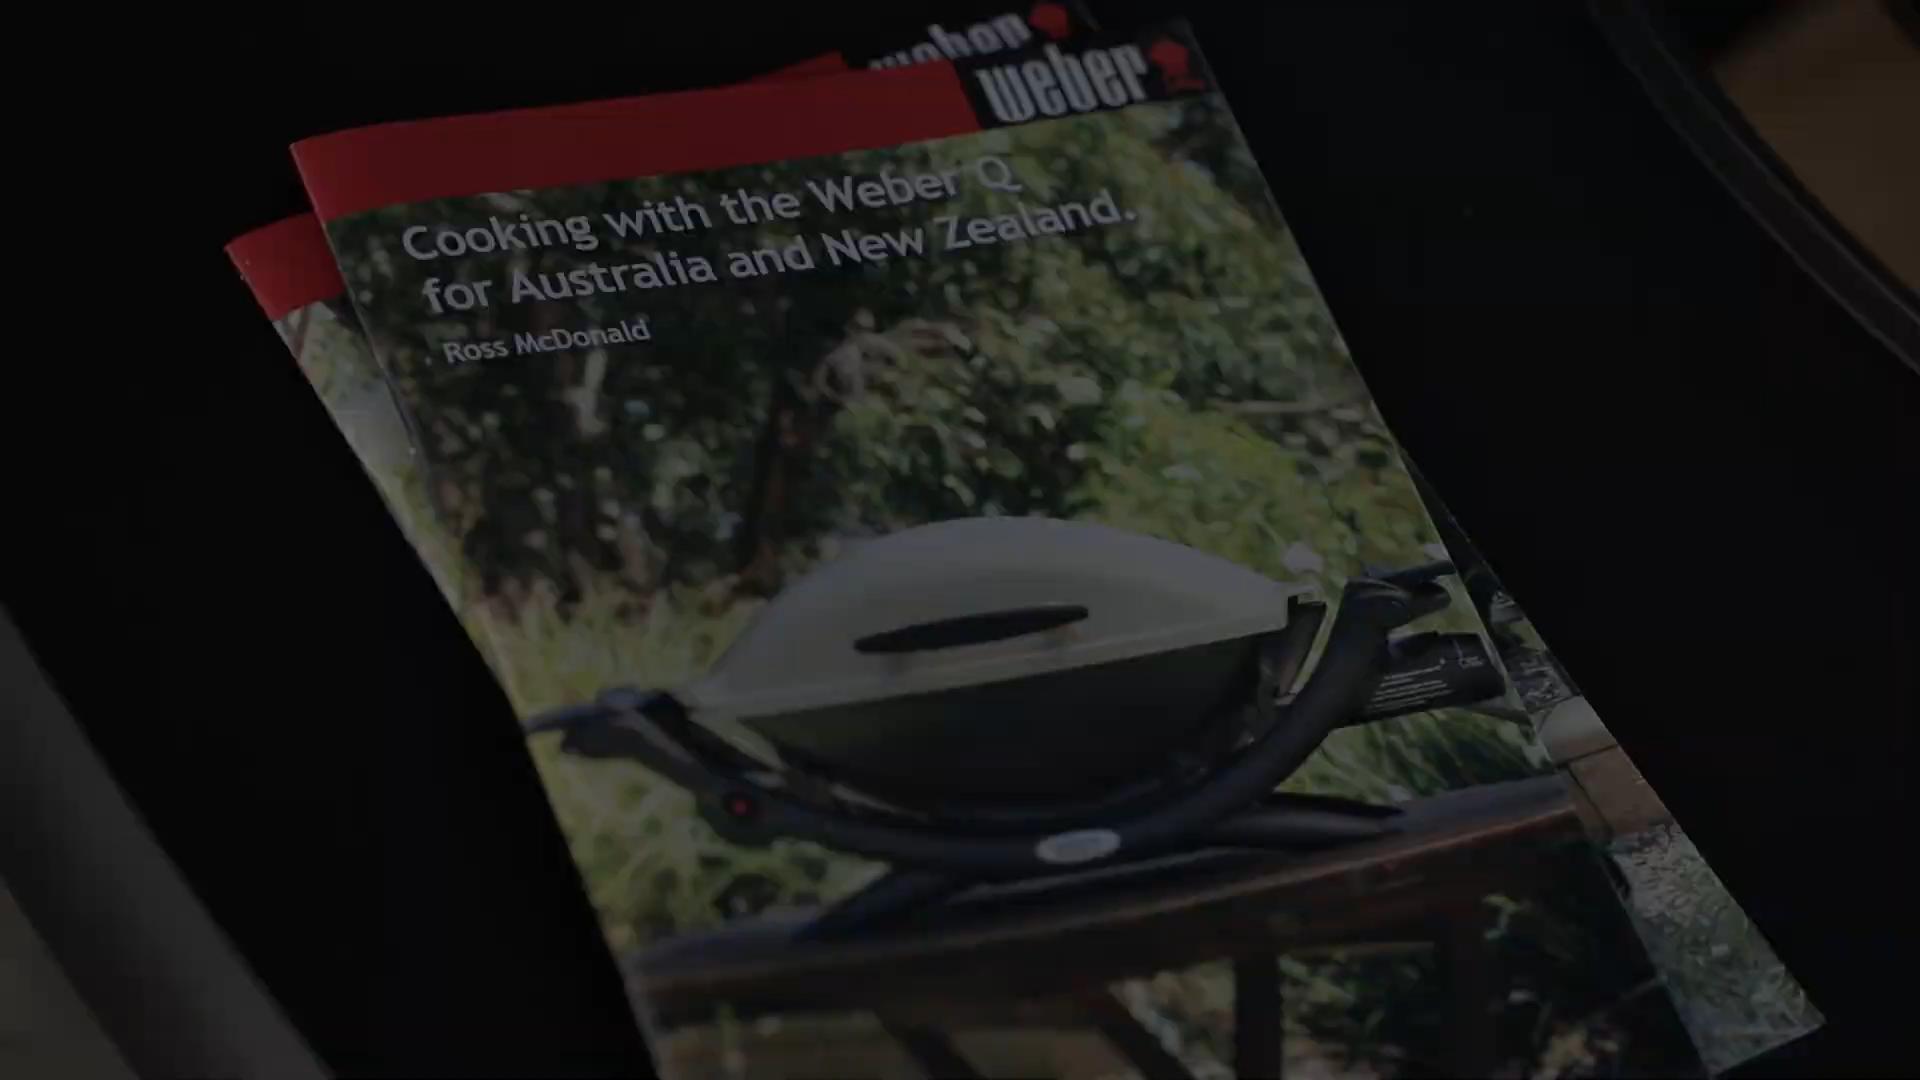 weber
weber
Cooking with the Weber Q
for Australia and New Zealand.
Ross McDonald